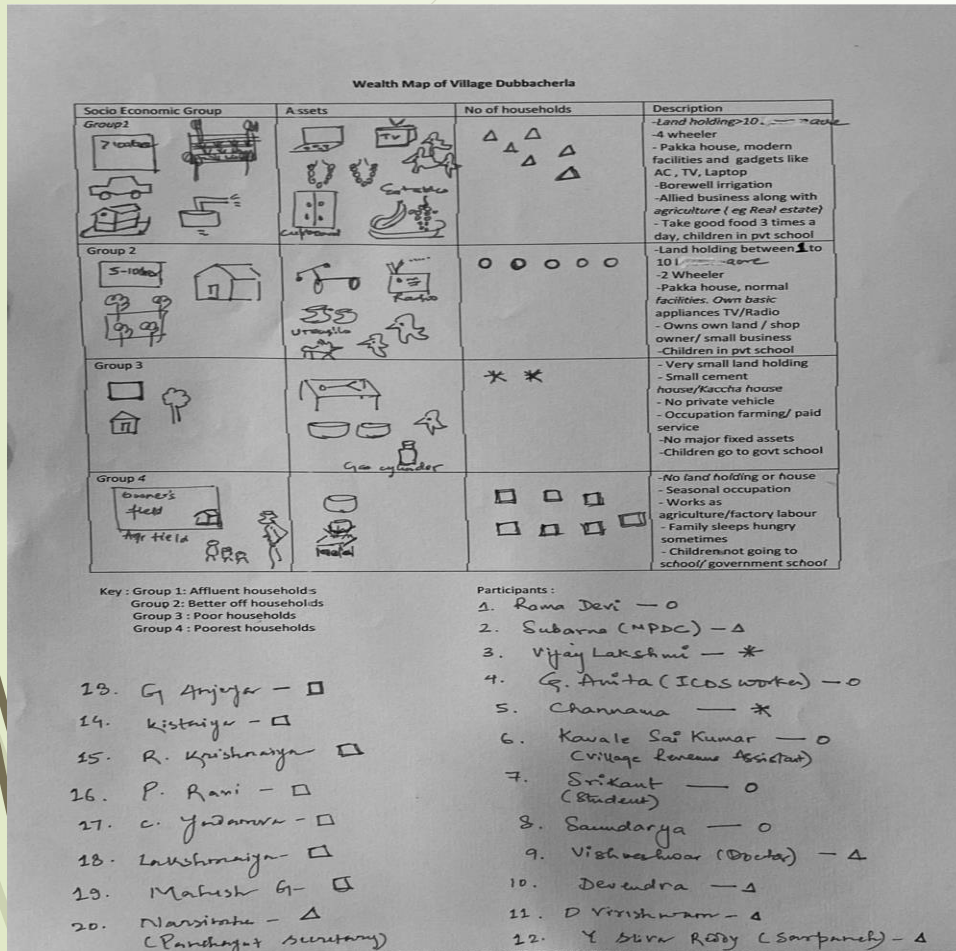 Wealth Map of Village Dubbacherla
Socio Economic Group
Assets
No of households
Description
Group1
TV
Cupboard
-Land holding>10
-4 wheeler
- Pakka house, modern
facilities and gadgets like
AC , TV, Laptop
-Borewell irrigation
-Allied business along with
agriculture ( eg Real estate)
- Take good food 3 times a
day, children in pvt school
Group 2
Radio
Utensils
-Land holding between 1 to
10
-2 Wheeler
-Pakka house, normal
facilities. Own basic
appliances TV/Radio
- Owns own land / shop
owner/ small business
-Children in pvt school
Group 3
Gas cylinder
- Very small land holding
- Small cement
house/Kaccha house
- No private vehicle
- Occupation farming/ paid
service
-No major fixed assets
-Children go to govt school
Group 4
Owner's
field
Agr field
-No land holding or house
- Seasonal occupation
- Works as
agriculture/factory labour
- Family sleeps hungry
sometimes
- Children not going to
school/ government school
Key : Group 1: Affluent households
Group 2: Better off households
Group 3 : Poor households
Group 4 : Poorest households
Participants :
1. Rama Devi — O
2. Subarna (MPDC) – Δ
3. Vijay Lakshmi — *
4. G. Anita (ICDS worker) — O
5. Channama — *
6. Kavale Sai Kumar — O
(Village Revenue Assistant)
7. Srikant — O
(Student)
8. Saundarya — O
9. Vishweshwar (Doctor) – Δ
10. Devendra — Δ
11. D – Δ
12. Y Reddy (Sarpanch) – Δ
13. G Anjeya – □
14. Kistaiya – □
15. R. Krishnaiya □
16. P. Rani – □
17. C. – □
18. Lakshmaiya – □
19. Mahesh G – □
20. – Δ
(Panchayat Secretary)